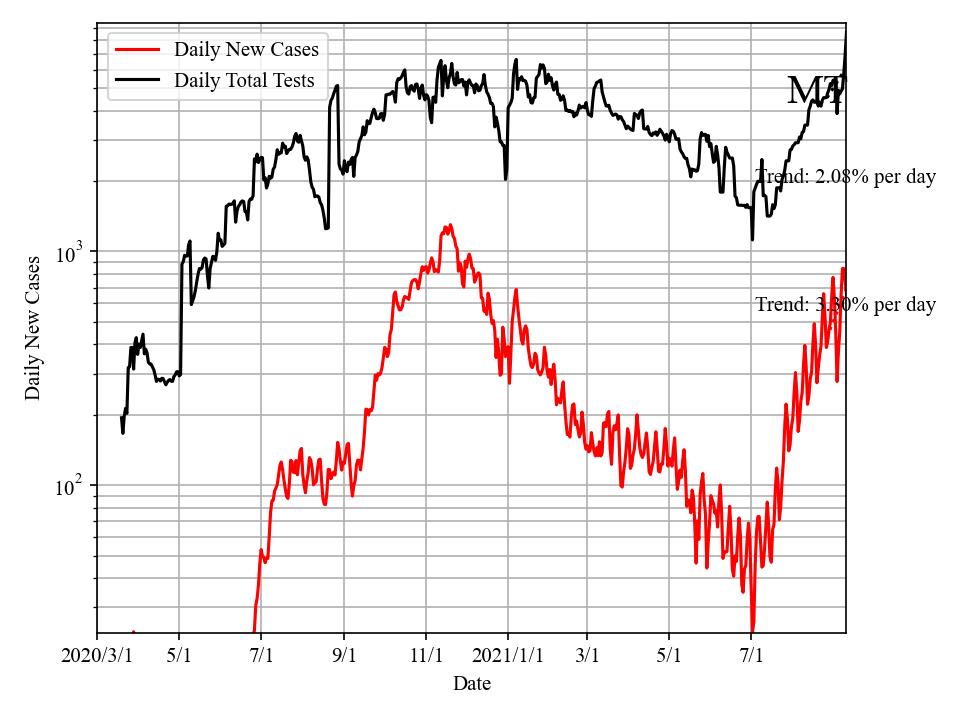 Daily New Cases
Daily Total Tests
MT
Trend: 2.08% per day
Trend: 3.30% per day
10^3
10^2
Daily New Cases
2020/3/1 5/1 7/1 9/1 11/1 2021/1/1 3/1 5/1 7/1
Date